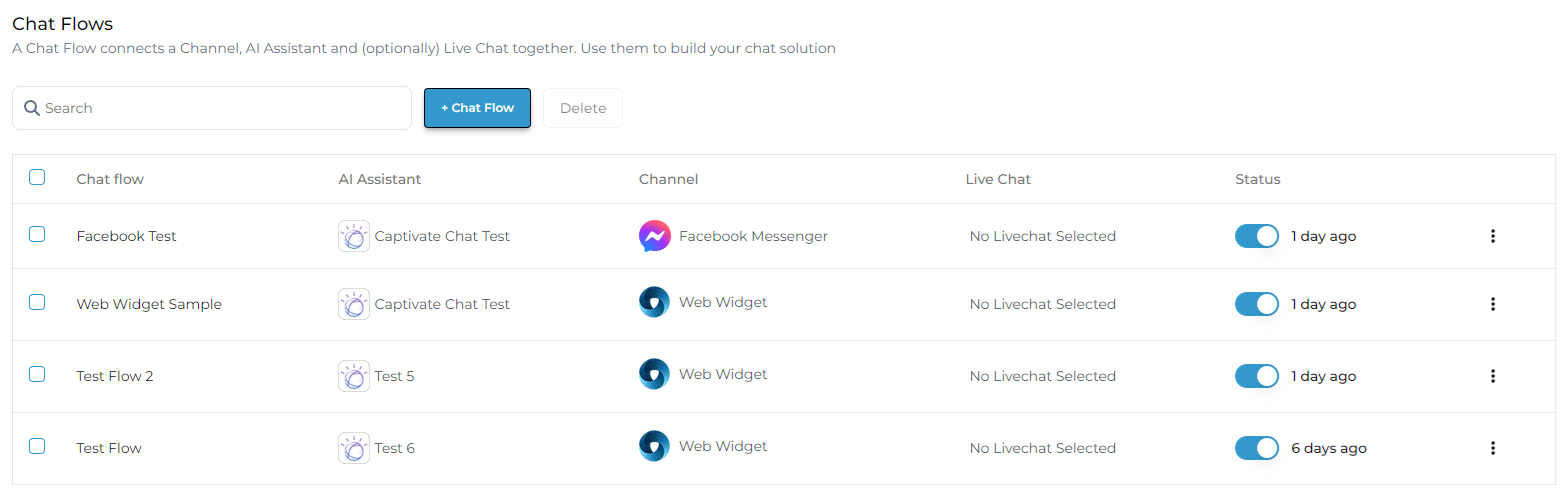 Chat Flows
A Chat Flow connects a Channel, AI Assistant and (optionally) Live Chat together. Use them to build your chat solution
Search + Chat Flow Delete
Chat flow AI Assistant Channel Live Chat Status
Facebook Test Captivate Chat Test Facebook Messenger No Livechat Selected 1 day ago
Web Widget Sample Captivate Chat Test Web Widget No Livechat Selected 1 day ago
Test Flow 2 Test 5 Web Widget No Livechat Selected 1 day ago
Test Flow Test 6 Web Widget No Livechat Selected 6 days ago